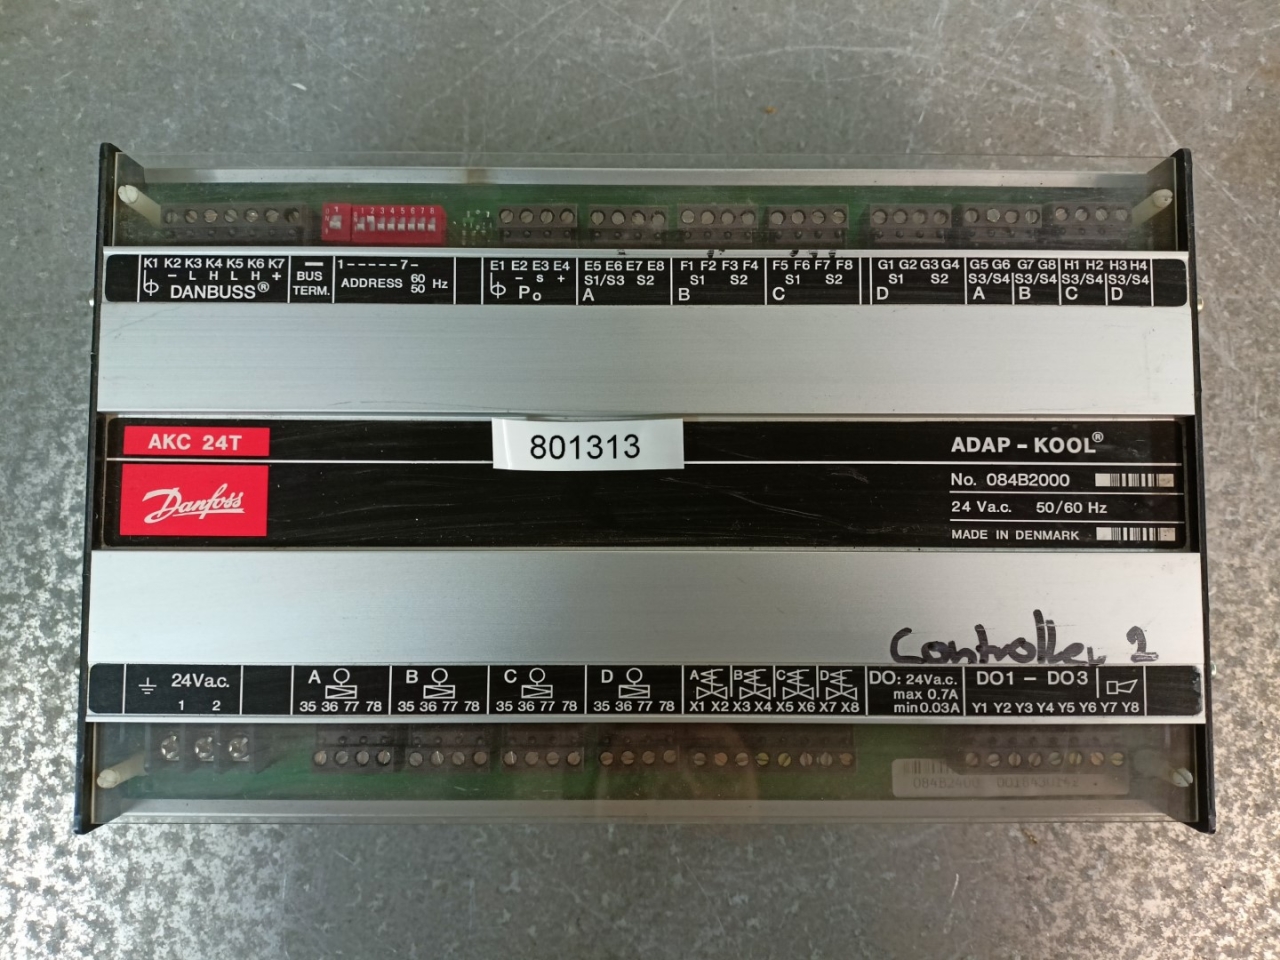 K1 K2 K3 K4 K5 K6 K7
– L H L H +
DANBUSS®
BUS
TERM.
1-----7-
ADDRESS 60
50 Hz
E1 E2 E3 E4
– s +
Po
E5 E6 E7 E8
S1/S3 S2
A
F1 F2 F3 F4
S1 S2
B
F5 F6 F7 F8
S1 S2
C
G1 G2 G3 G4
S1 S2
D
G5 G6
S3/S4
A
G7 G8
S3/S4
B
H1 H2
S3/S4
C
H3 H4
S3/S4
D
AKC 24T
Danfoss
801313
ADAP - KOOL®
No. 084B2000
24 Va.c. 50/60 Hz
MADE IN DENMARK
Controller 2
24Va.c.
1 2
A
35 36 77 78
B
35 36 77 78
C
35 36 77 78
D
35 36 77 78
A B C D
X1 X2 X3 X4 X5 X6 X7 X8
DO: 24Va.c.
max 0.7A
min0.03A
DO1 - DO3
Y1 Y2 Y3 Y4 Y5 Y6 Y7 Y8